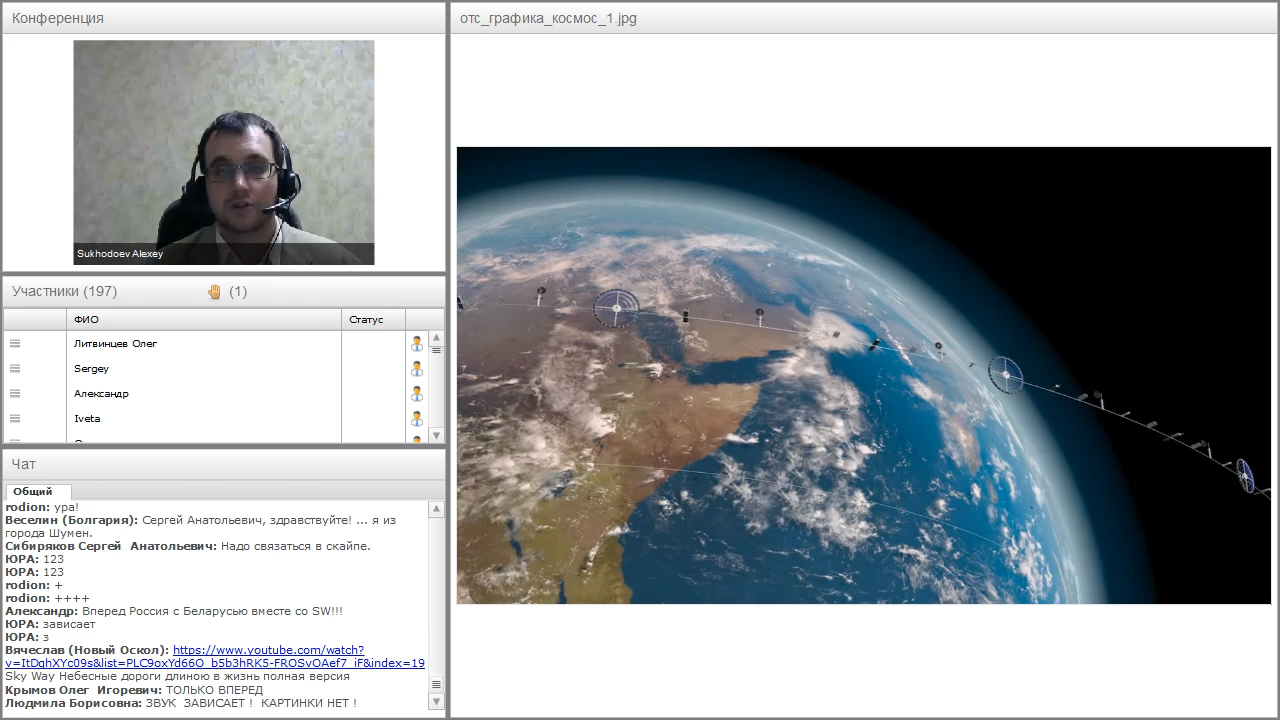 Конференция
Sukhodoev Alexey
Участники (197)
(1)
ФИО
Статус
Литвинцев Олег
Sergey
Александр
Iveta
Чат
Общий
rodion: ура!
Веселин (Болгария): Сергей Анатольевич, здравствуйте! ... я из
города Шумен.
Сибиряков Сергей Анатольевич: Надо связаться в скайпе.
ЮРА: 123
ЮРА: 123
rodion: +
rodion: ++++
Александр: Вперед Россия с Беларусью вместе со SW!!!
ЮРА: зависает
ЮРА: з
Вячеслав (Новый Оскол): https://www.youtube.com/watch?
v=ItDqhXYc09s&list=PLC9oxYd66O_b5b3hRK5-FROSvOAef7_iF&index=19
Sky Way Небесные дороги длиною в жизнь полная версия
Крымов Олег Игоревич: ТОЛЬКО ВПЕРЕД
Людмила Борисовна: ЗВУК ЗАВИСАЕТ ! КАРТИНКИ НЕТ !
отс_графика_космос_1.jpg